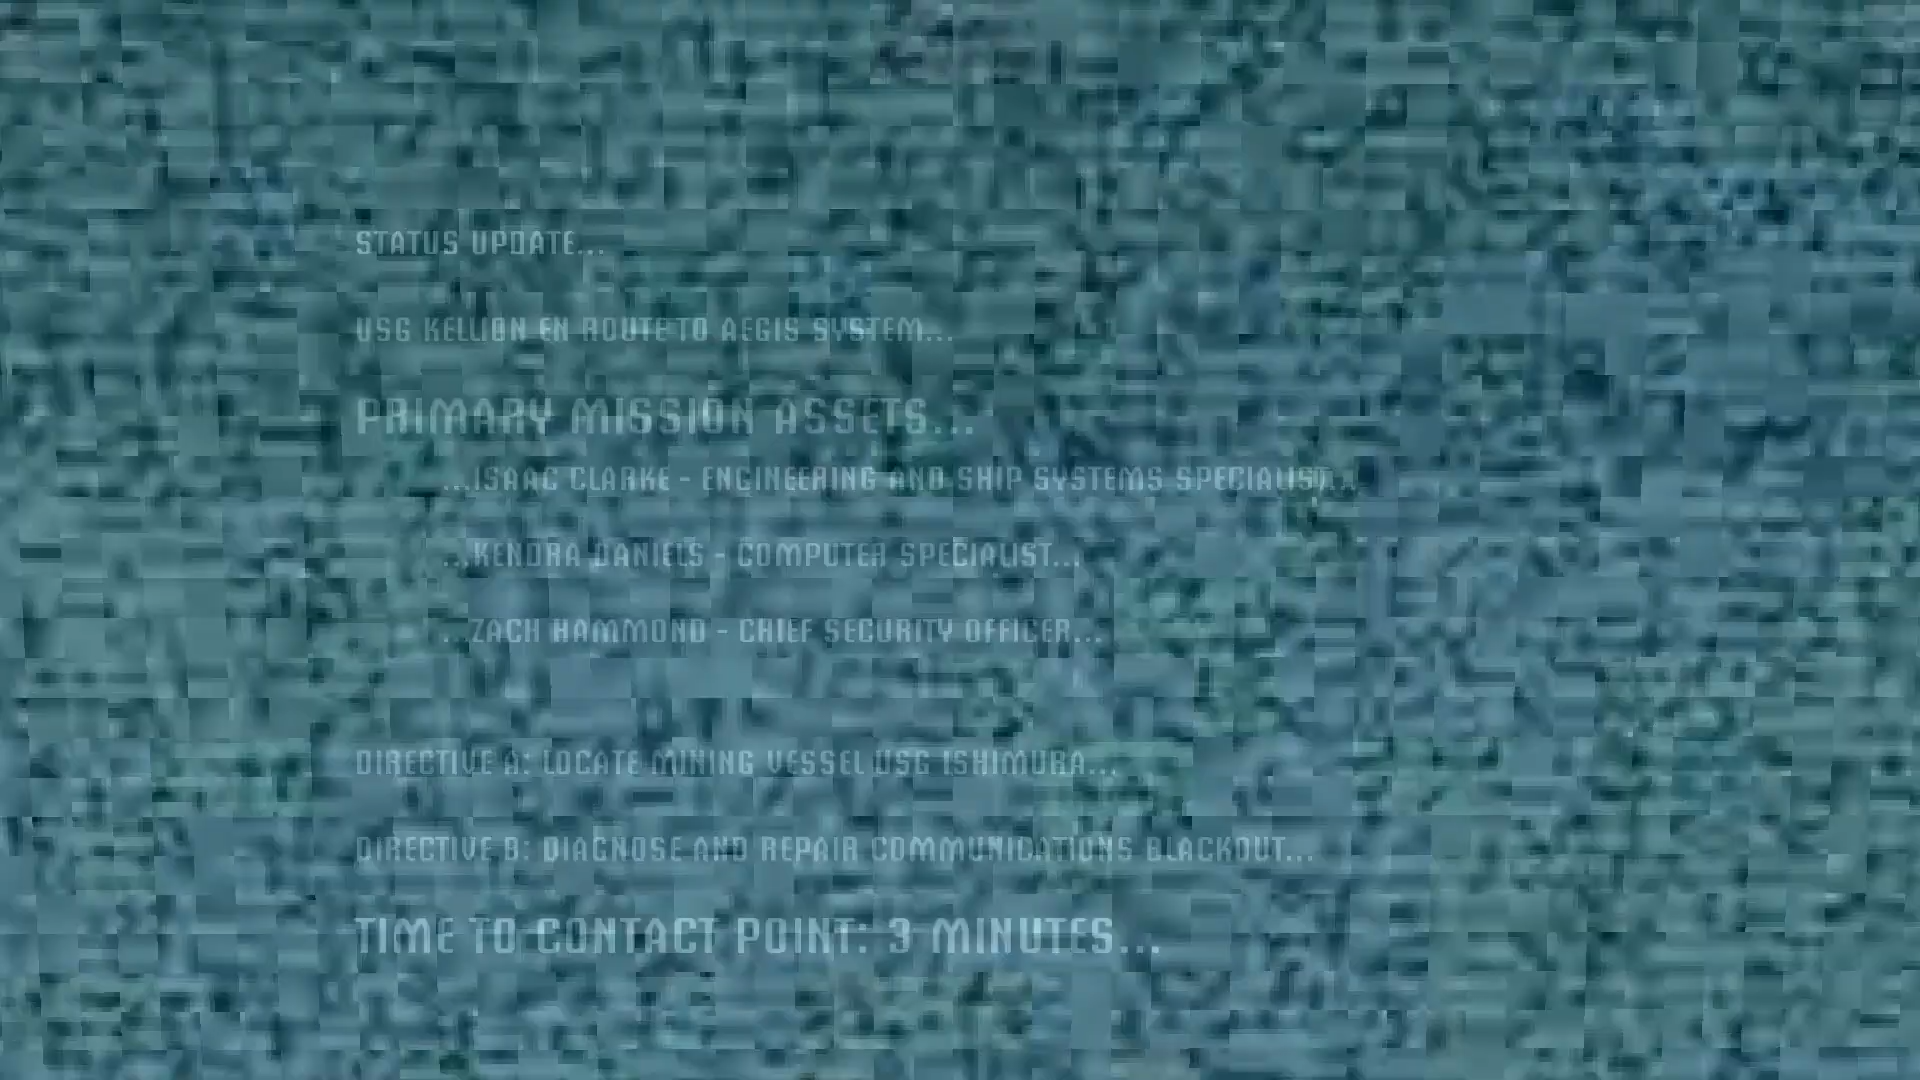 STATUS UPDATE...
USG KELLION EN ROUTE TO AEGIS SYSTEM...
PRIMARY MISSION ASSETS...
...ISAAC CLARKE - ENGINEERING AND SHIP SYSTEMS SPECIALIST...
...KENDRA DANIELS - COMPUTER SPECIALIST...
...ZACH HAMMOND - CHIEF SECURITY OFFICER...
DIRECTIVE A: LOCATE MINING VESSEL USG ISHIMURA...
DIRECTIVE B: DIAGNOSE AND REPAIR COMMUNICATIONS BLACKOUT...
TIME TO CONTACT POINT: 3 MINUTES...